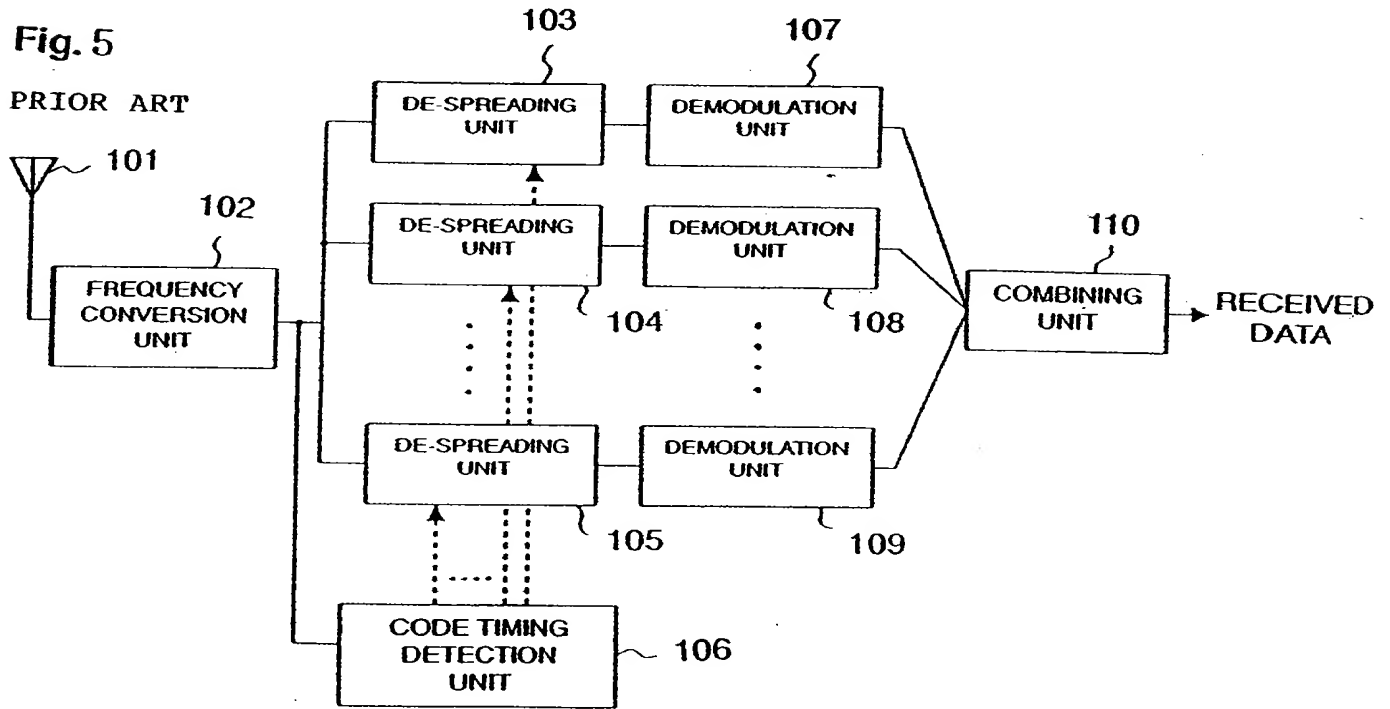 Fig. 5
PRIOR ART
101
102
FREQUENCY
CONVERSION
UNIT
103
DE-SPREADING
UNIT
107
DEMODULATION
UNIT
DE-SPREADING
UNIT
104
DEMODULATION
UNIT
108
110
COMBINING
UNIT
RECEIVED
DATA
DE-SPREADING
UNIT
105
DEMODULATION
UNIT
109
CODE TIMING
DETECTION
UNIT
106